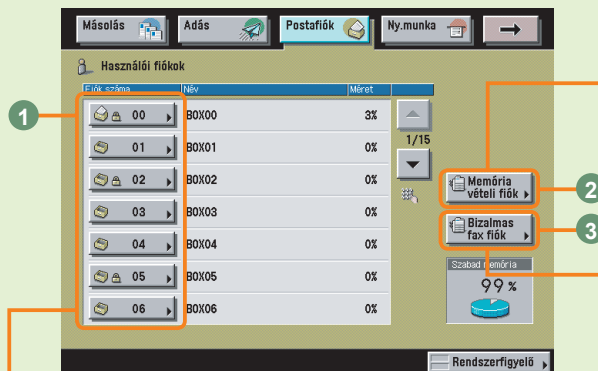 Másolás
Adás
Postafiók
Ny.munka
Használói fiókok
Fiók száma
Név
Méret
00
BOX00
3%
01
BOX01
0%
02
BOX02
0%
03
BOX03
0%
04
BOX04
0%
05
BOX05
0%
06
BOX06
0%
1/15
Memória
vételi fiók
Bizalmas
fax fiók
Szabad memória
99 %
Rendszerfigyelő
1
2
3